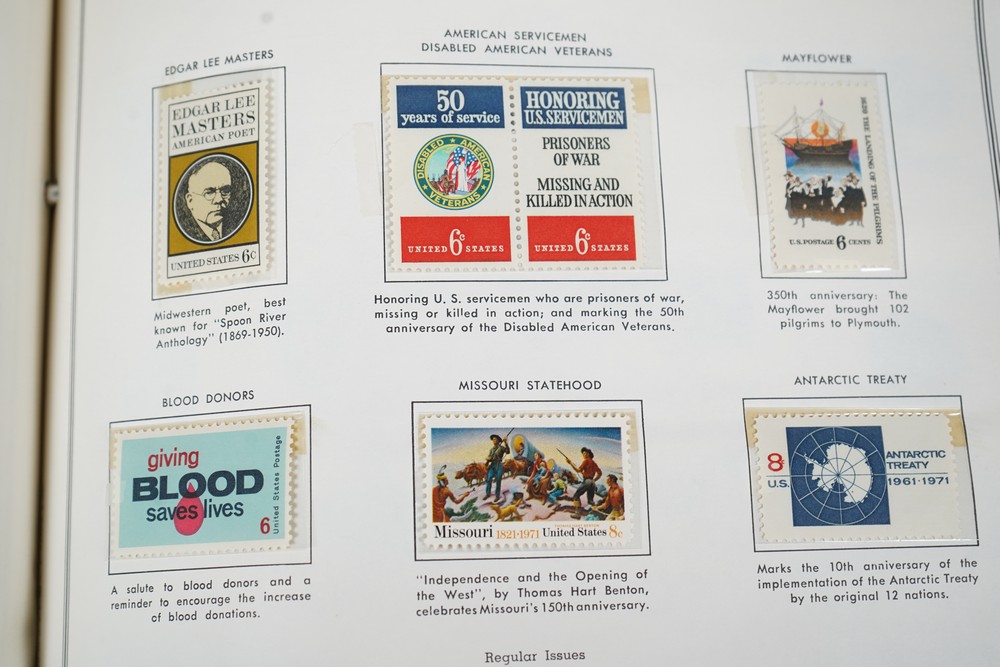 EDGAR LEE MASTERS
EDGAR LEE
MASTERS
AMERICAN POET
UNITED STATES 6c
Midwestern poet, best
known for "Spoon River
Anthology" (1869-1950).
AMERICAN SERVICEMEN
DISABLED AMERICAN VETERANS
50
years of service
DISABLED AMERICAN
VETERANS
UNITED 6c STATES
HONORING
U.S. SERVICEMEN
PRISONERS
OF WAR
MISSING AND
KILLED IN ACTION
UNITED 6c STATES
Honoring U. S. servicemen who are prisoners of war,
missing or killed in action; and marking the 50th
anniversary of the Disabled American Veterans.
MAYFLOWER
1620 THE LANDING OF THE PILGRIMS
U.S. POSTAGE 6 CENTS
350th anniversary: The
Mayflower brought 102
pilgrims to Plymouth.
BLOOD DONORS
giving
BLOOD
saves lives
6
United States Postage
A salute to blood donors and a
reminder to encourage the increase
of blood donations.
MISSOURI STATEHOOD
Missouri 1821-1971 United States 8c
"Independence and the Opening of
the West", by Thomas Hart Benton,
celebrates Missouri's 150th anniversary.
ANTARCTIC TREATY
8c
U.S.
ANTARCTIC
TREATY
1961-1971
Marks the 10th anniversary of the
implementation of the Antarctic Treaty
by the original 12 nations.
Regular Issues